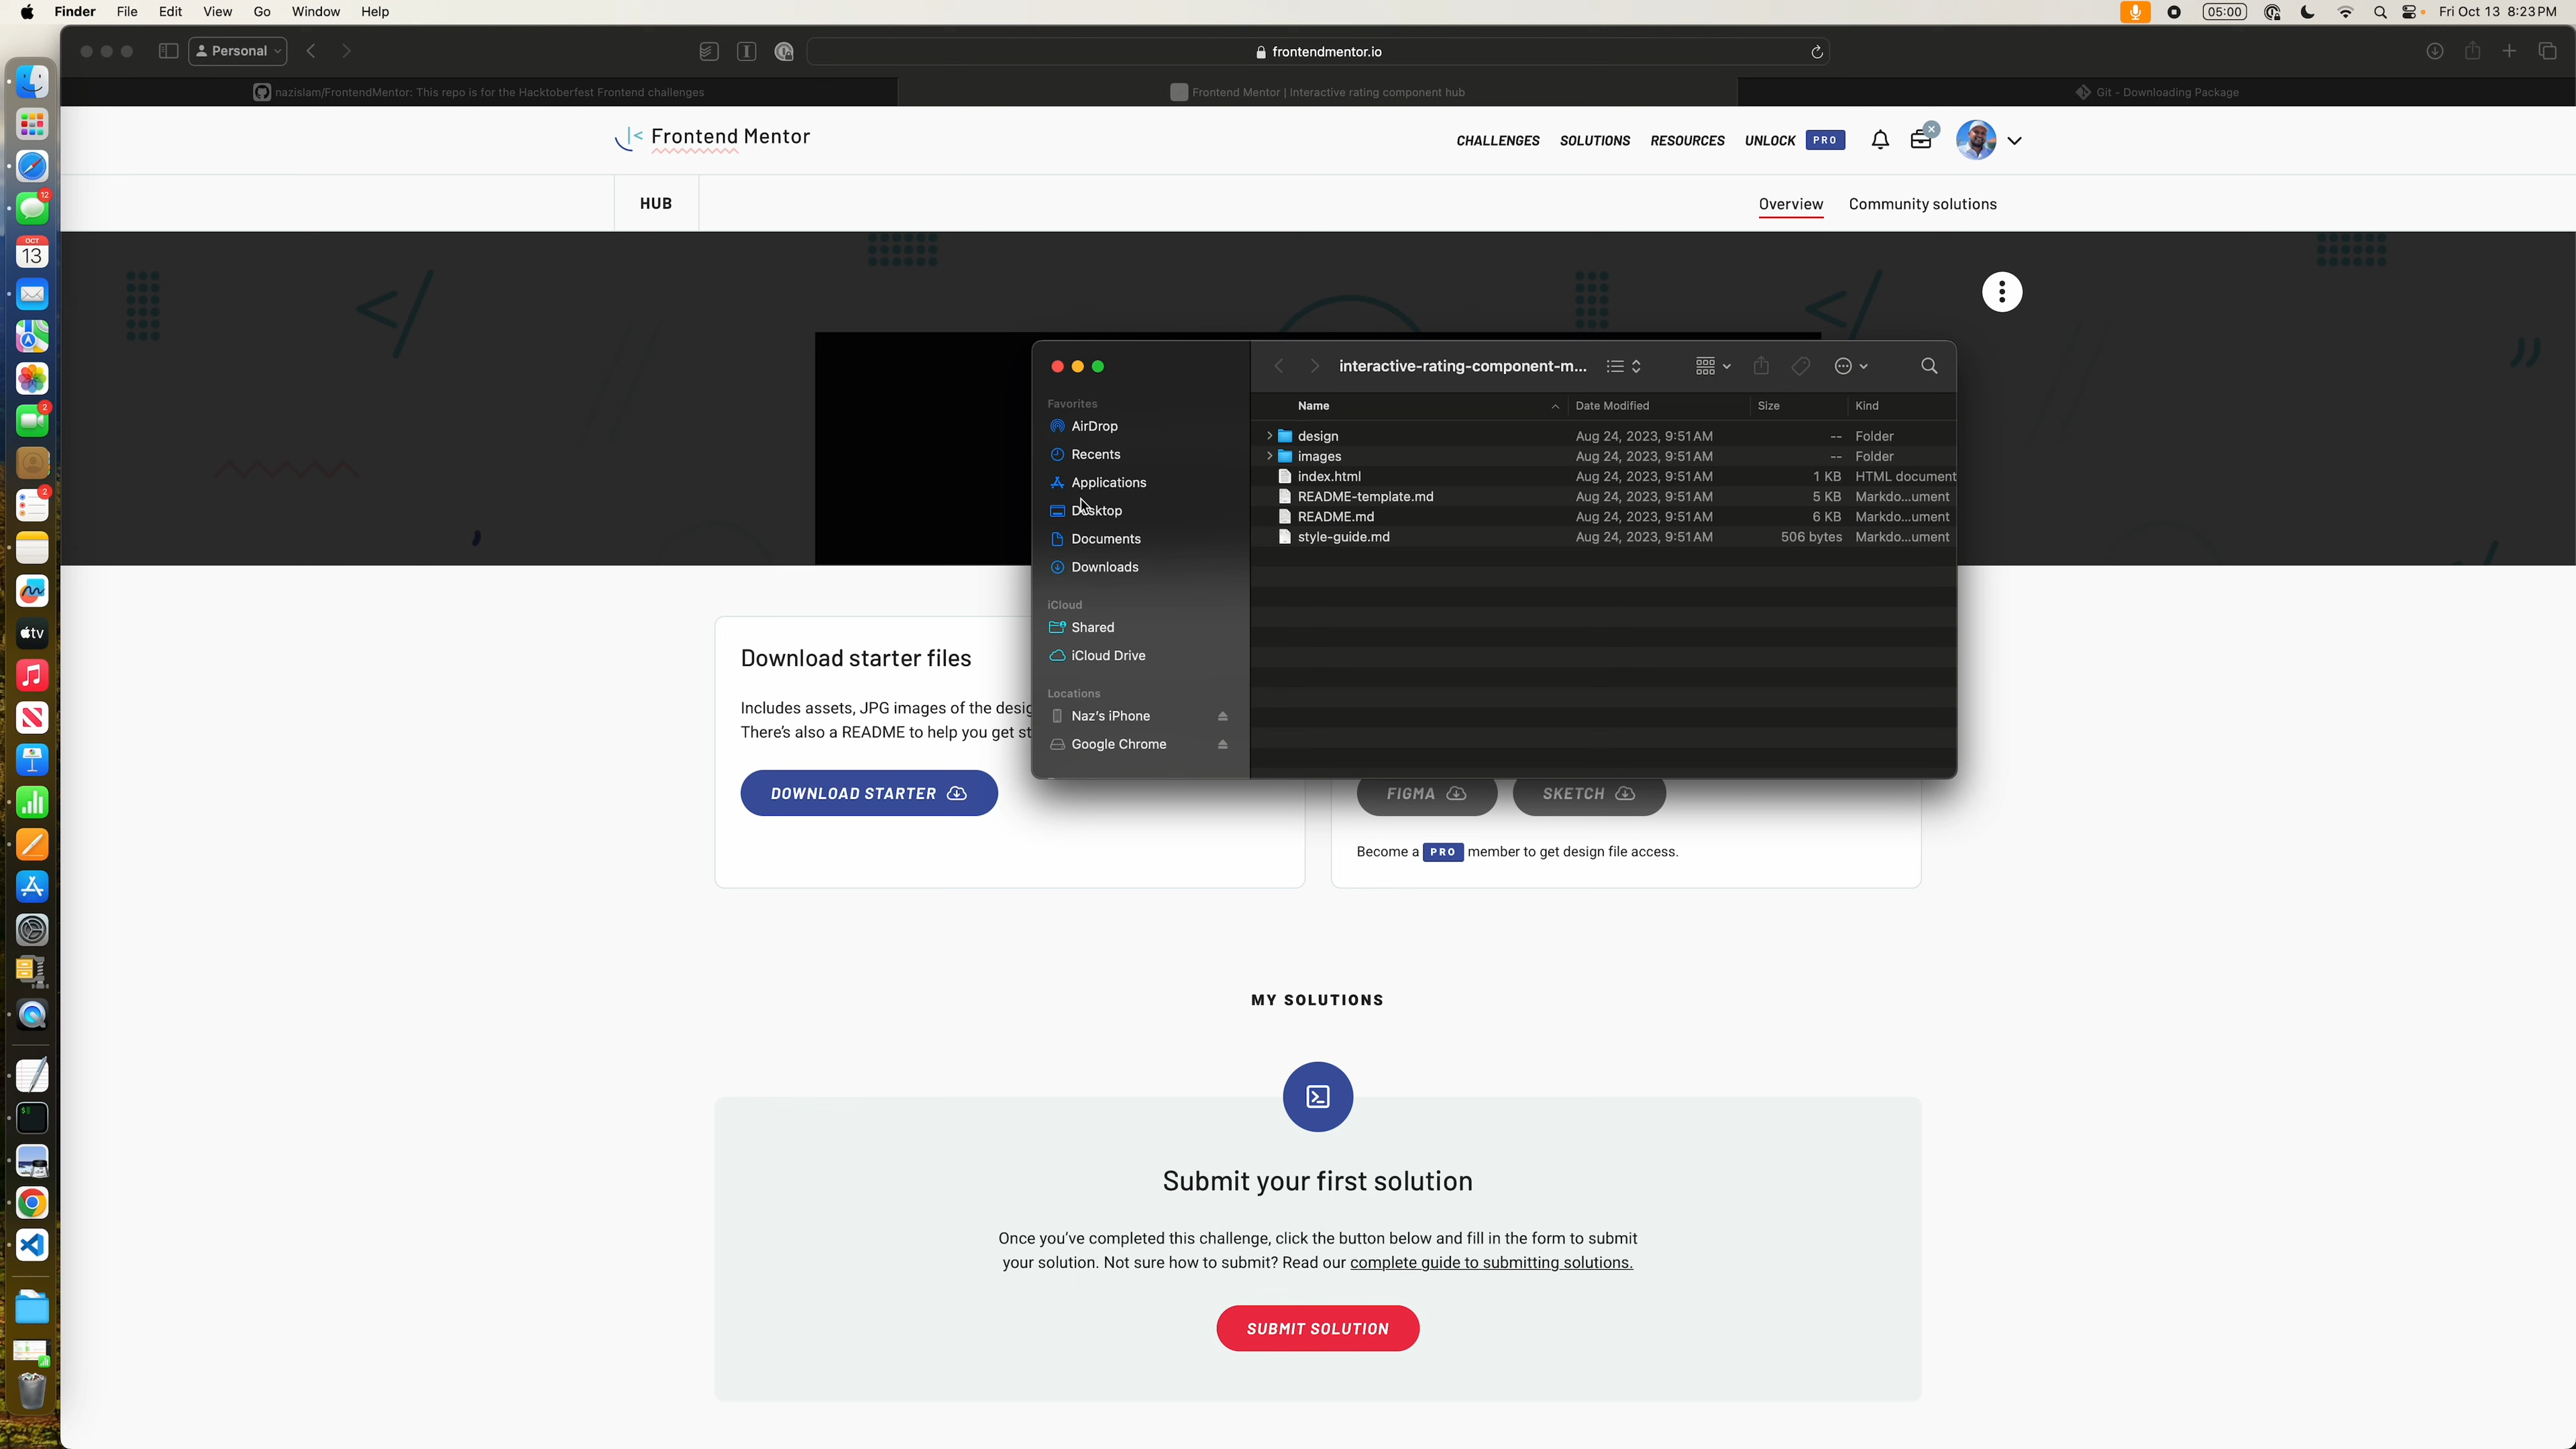 Finder File Edit View Go Window Help
05:00 Fri Oct 13 8:23 PM
Personal
frontendmentor.io
nazislam/FrontendMentor: This repo is for the Hacktoberfest Frontend challenges
Frontend Mentor | Interactive rating component hub
Git - Downloading Package
Frontend Mentor
CHALLENGES SOLUTIONS RESOURCES UNLOCK PRO
HUB
Overview Community solutions
interactive-rating-component-m...
Favorites
AirDrop
Recents
Applications
Desktop
Documents
Downloads
iCloud
Shared
iCloud Drive
Locations
Naz's iPhone
Google Chrome
Name Date Modified Size Kind
design Aug 24, 2023, 9:51 AM -- Folder
images Aug 24, 2023, 9:51 AM -- Folder
index.html Aug 24, 2023, 9:51 AM 1 KB HTML document
README-template.md Aug 24, 2023, 9:51 AM 5 KB Markdo...ument
README.md Aug 24, 2023, 9:51 AM 6 KB Markdo...ument
style-guide.md Aug 24, 2023, 9:51 AM 506 bytes Markdo...ument
Download starter files
Includes assets, JPG images of the desig
There's also a README to help you get st
DOWNLOAD STARTER
FIGMA
SKETCH
Become a PRO member to get design file access.
MY SOLUTIONS
Submit your first solution
Once you've completed this challenge, click the button below and fill in the form to submit
your solution. Not sure how to submit? Read our complete guide to submitting solutions.
SUBMIT SOLUTION
12
OCT
13
2
2
tv